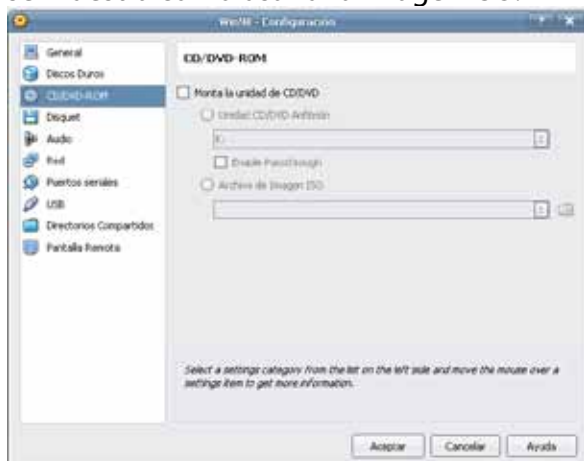 Win98 - Configuración
General
Discos Duros
CD/DVD-ROM
Disquet
Audio
Red
Puertos seriales
USB
Directorios Compartidos
Pantalla Remota
CD/DVD-ROM
Monta la unidad de CD/DVD
Unidad CD/DVD Anfitrión
Enable Passthrough
Archivo de Imagen ISO
Select a settings category from the list on the left side and move the mouse over a
settings item to get more information.
Aceptar
Cancelar
Ayuda